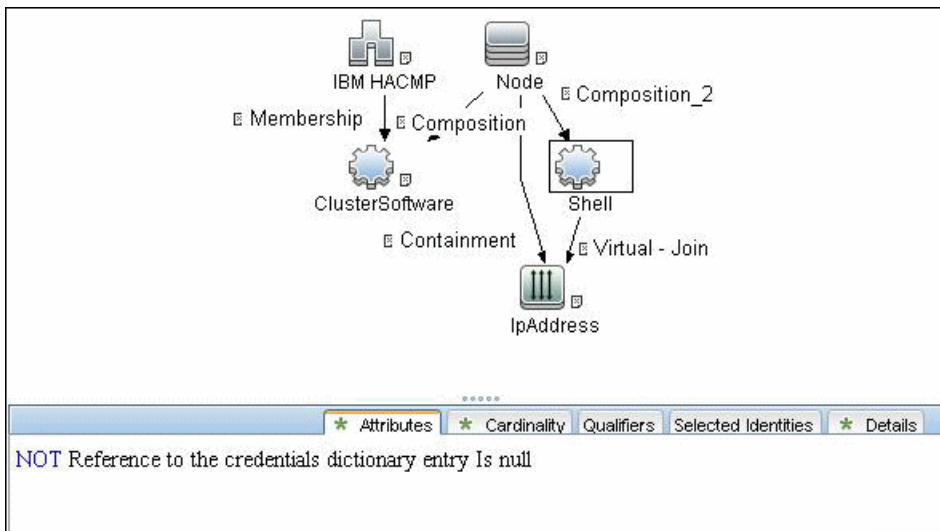 IBM HACMP
Node
Composition_2
Membership
Composition
ClusterSoftware
Shell
Containment
Virtual - Join
IpAddress
* Attributes
* Cardinality
Qualifiers
Selected Identities
* Details
NOT Reference to the credentials dictionary entry Is null